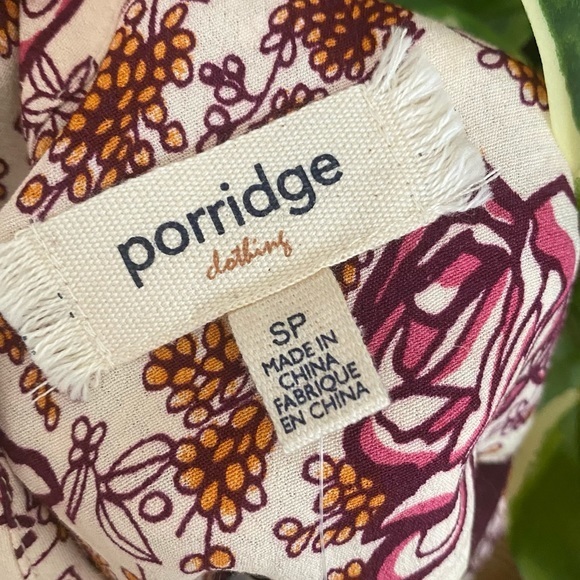 porridge
clothing
SP
MADE IN
CHINA
FABRIQUE
EN CHINA